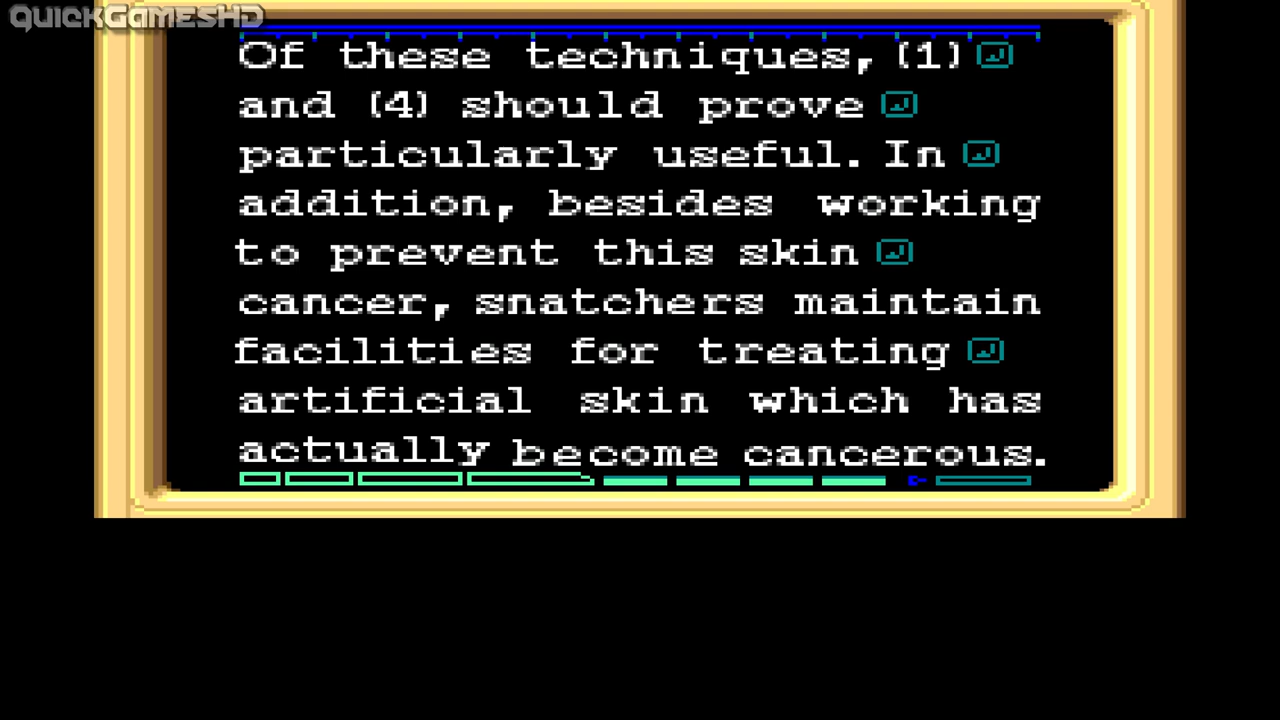 QUICKGAMESHD
Of these techniques, (1)
and (4) should prove
particularly useful. In
addition, besides working
to prevent this skin
cancer, snatchers maintain
facilities for treating
artificial skin which has
actually become cancerous.